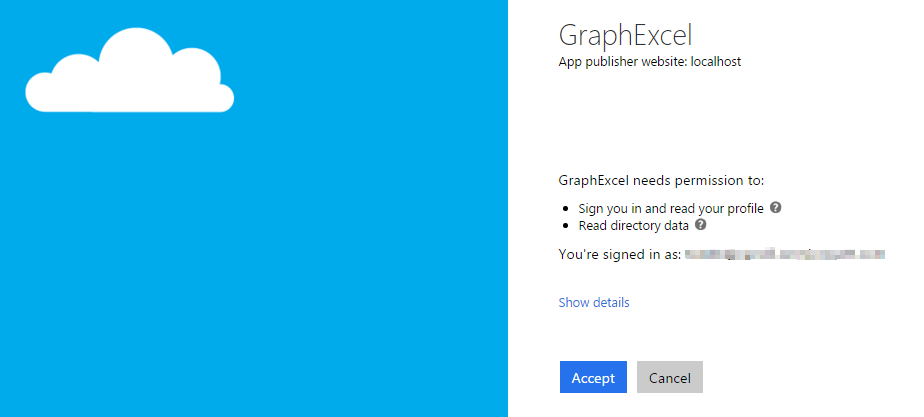 GraphExcel
App publisher website: localhost
GraphExcel needs permission to:
Sign you in and read your profile ?
Read directory data ?
You're signed in as:
Show details
Accept
Cancel